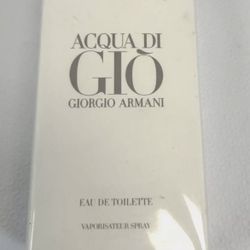 ACQUA DI
GIÒ
GIORGIO ARMANI
EAU DE TOILETTE
VAPORISATEUR SPRAY